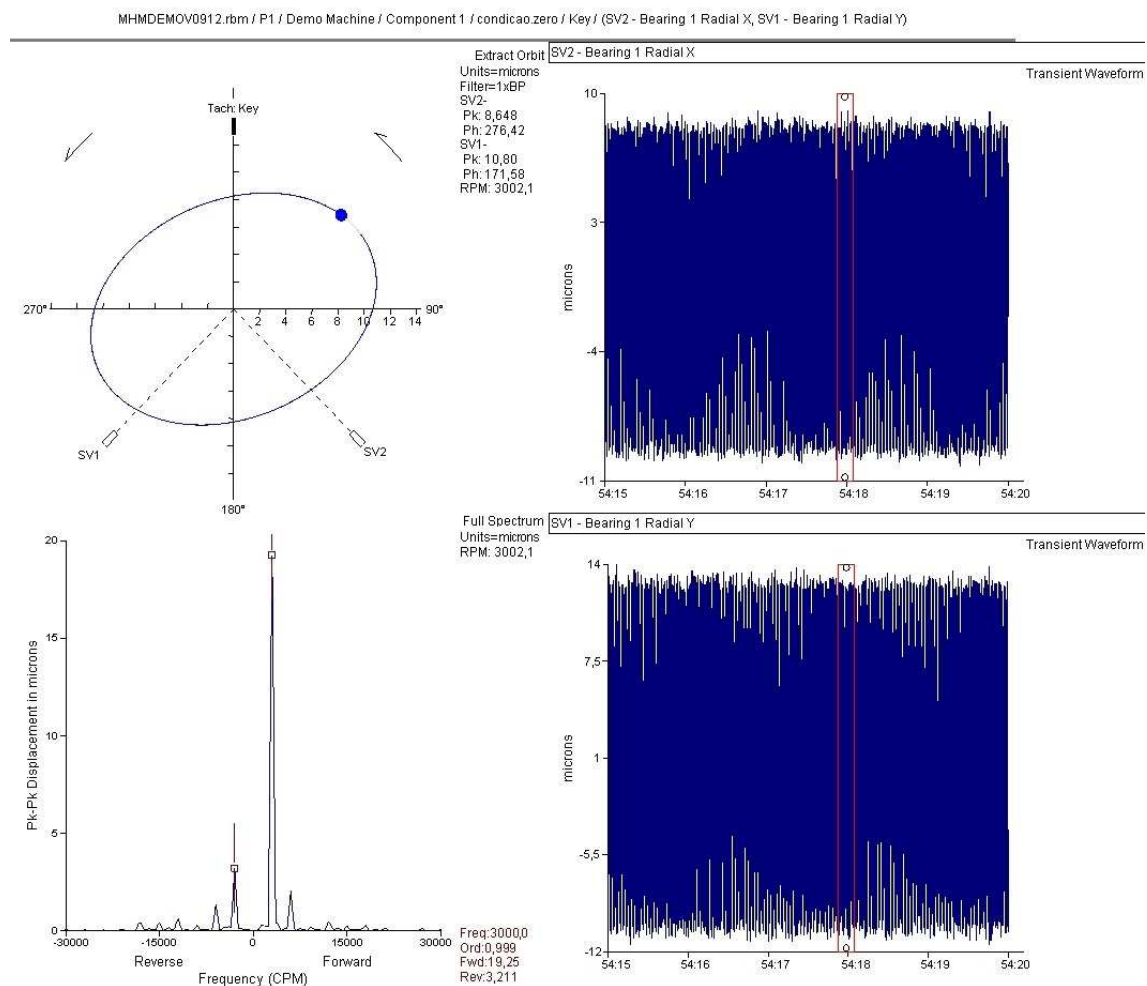 MHMDEMOV0912.rbm / P1 / Demo Machine / Component 1 / condicao.zero / Key / (SV2 - Bearing 1 Radial X, SV1 - Bearing 1 Radial Y)
Extract Orbit
Units=microns
Filter=1xBP
SV2-
Pk: 8,648
Ph: 276,42
SV1-
Pk: 10,80
Ph: 171,58
RPM: 3002,1
Tach: Key
270°
2 4 6 8 10 12 14
90°
SV1
SV2
180°
SV2 - Bearing 1 Radial X
Transient Waveform
10
3
-4
-11
microns
54:15 54:16 54:17 54:18 54:19 54:20
Full Spectrum
Units=microns
RPM: 3002,1
20
15
10
5
0
Pk-Pk Displacement in microns
-30000 -15000 0 15000 30000
Reverse Forward
Frequency (CPM)
Freq:3000,0
Ord:0,999
Fwd:19,25
Rev:3,211
SV1 - Bearing 1 Radial Y
Transient Waveform
14
7,5
1
-5,5
-12
microns
54:15 54:16 54:17 54:18 54:19 54:20